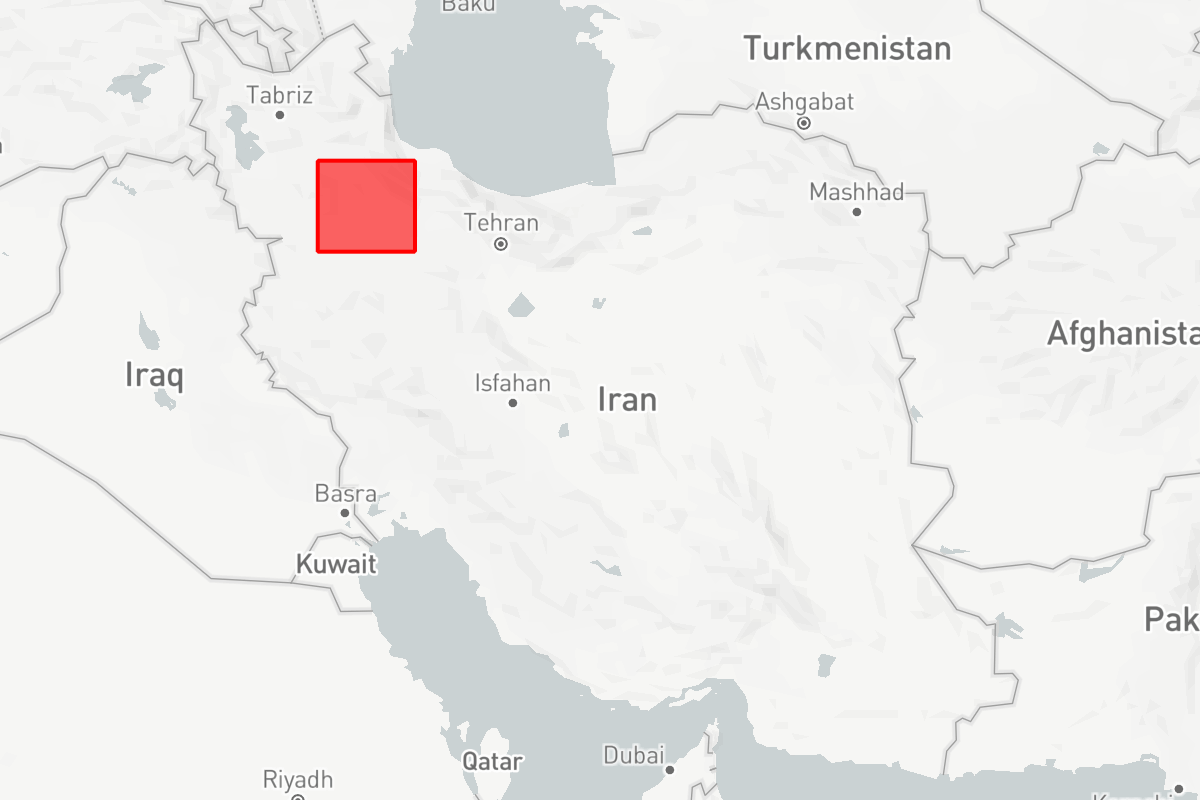 Baku
Turkmenistan
Tabriz
Ashgabat
Mashhad
Tehran
Afghanista
Iraq
Isfahan
Iran
Basra
Kuwait
Pak
Dubai
Qatar
Riyadh